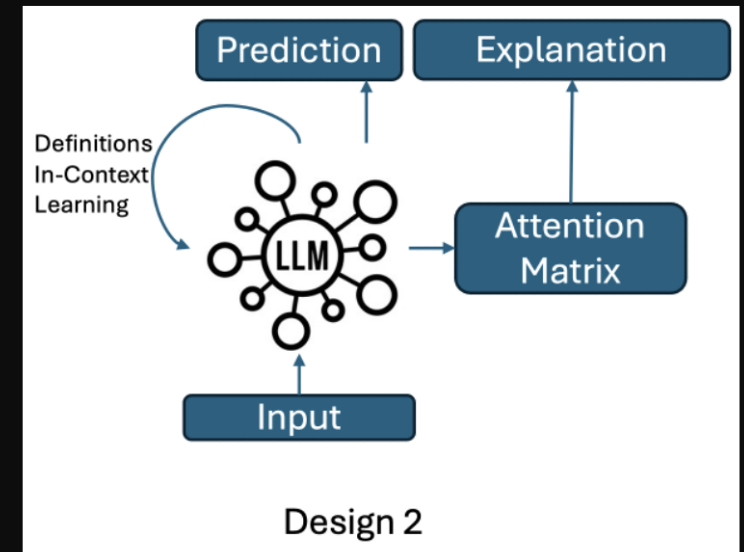 Prediction
Explanation
Definitions
In-Context
Learning
LLM
Attention
Matrix
Input
Design 2